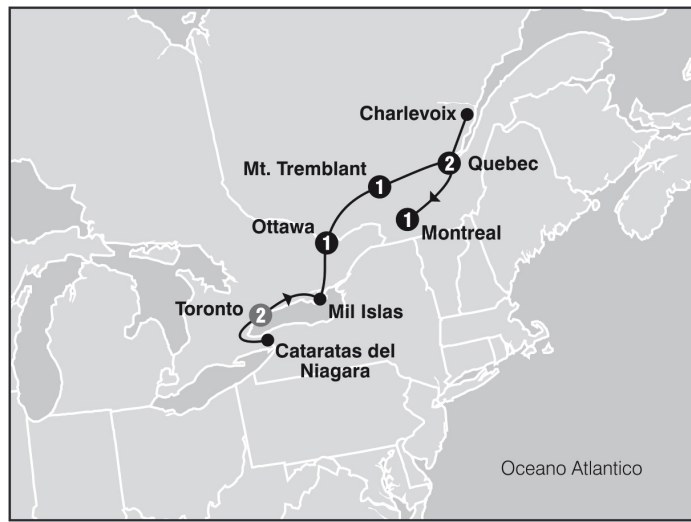 Charlevoix
2
Quebec
Mt. Tremblant
1
1
Montreal
Ottawa
1
Toronto
2
Mil Islas
Cataratas del
Niagara
Oceano Atlantico